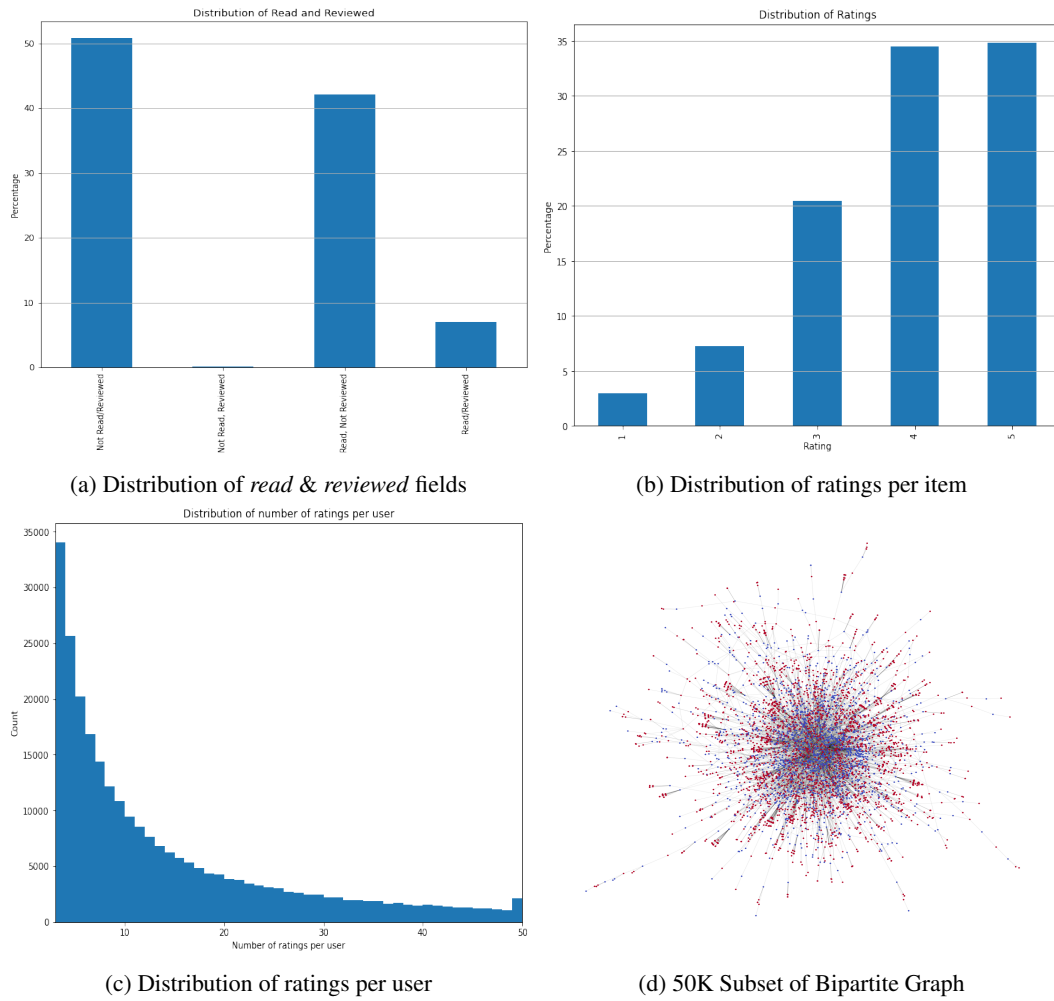 Distribution of Read and Reviewed
50
40
30
20
10
0
Percentage
Not Read/Reviewed
Not Read, Reviewed
Read, Not Reviewed
Read/Reviewed
(a) Distribution of read & reviewed fields
Distribution of Ratings
35
30
25
20
15
10
5
0
Percentage
1
2
3
4
5
Rating
(b) Distribution of ratings per item
Distribution of number of ratings per user
35000
30000
25000
20000
15000
10000
5000
0
Count
10
20
30
40
50
Number of ratings per user
(c) Distribution of ratings per user
(d) 50K Subset of Bipartite Graph